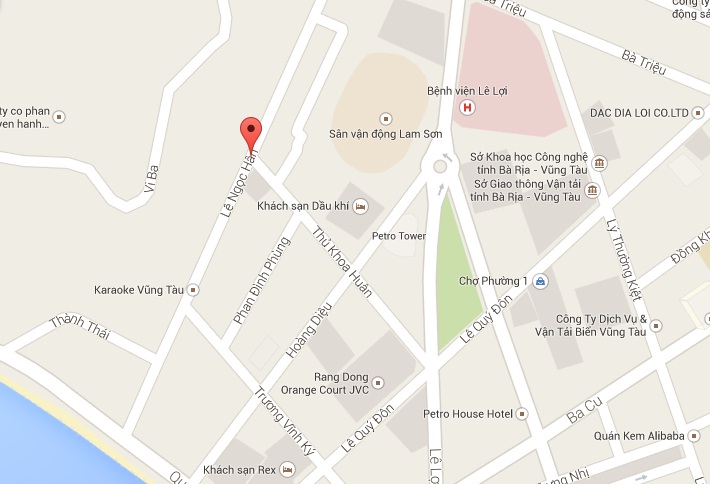 Triệu
Công ty
động sả
Bà Triệu
Bệnh viện Lê Lợi
H
DAC DIA LOI CO.LTD
ty co phan
yen hanh...
Sân vận động Lam Sơn
Sở Khoa học Công nghệ
tỉnh Bà Rịa - Vũng Tàu
Sở Giao thông Vận tải
tỉnh Bà Rịa - Vũng Tàu
Vi Ba
Lê Ngọc Hân
Khách sạn Dầu khí
Petro Tower
Lý Thường Kiệt
Đồng Kh
Thủ Khoa Huân
Phan Đình Phùng
Chợ Phường 1
Karaoke Vũng Tàu
Lê Quý Đôn
Hoàng Diệu
Thành Thái
Công Ty Dịch Vụ &
Vận Tải Biển Vũng Tàu
Rang Dong
Orange Court JVC
Trương Vĩnh Ký
Lê Quý Đôn
Petro House Hotel
Ba Cu
Quán Kem Alibaba
Khách sạn Rex
Lê Lợi